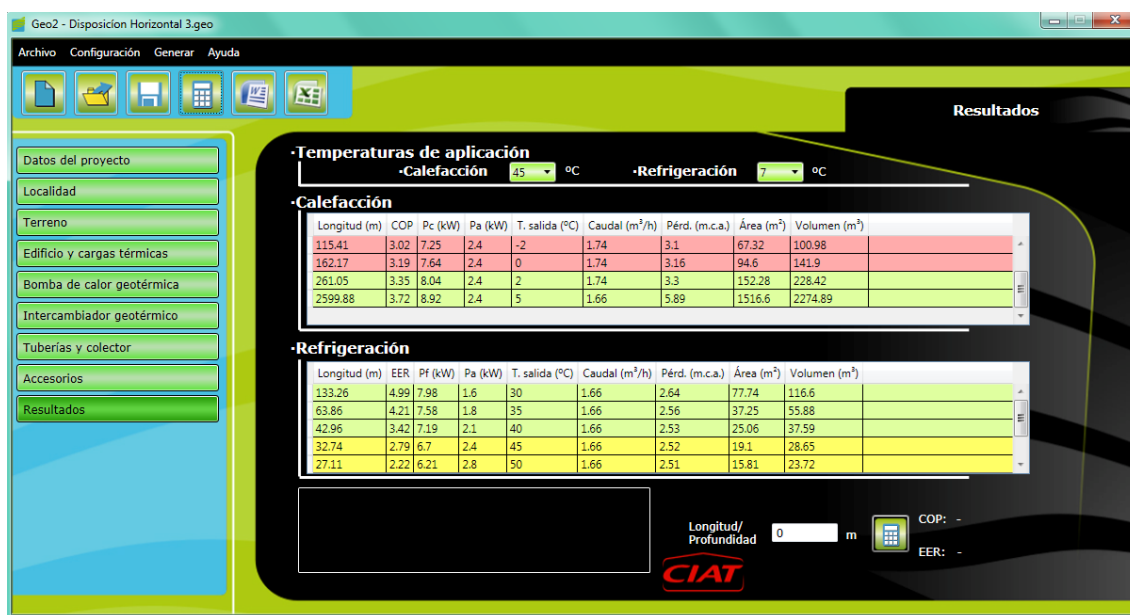 Geo2 - Disposicíon Horizontal 3.geo
Archivo Configuración Generar Ayuda
Resultados
Datos del proyecto
Localidad
Terreno
Edificio y cargas térmicas
Bomba de calor geotérmica
Intercambiador geotérmico
Tuberías y colector
Accesorios
Resultados
·Temperaturas de aplicación
·Calefacción 45 ºC ·Refrigeración 7 ºC
·Calefacción
Longitud (m) COP Pc (kW) Pa (kW) T. salida (ºC) Caudal (m³/h) Pérd. (m.c.a.) Área (m²) Volumen (m³)
115.41 3.02 7.25 2.4 -2 1.74 3.1 67.32 100.98
162.17 3.19 7.64 2.4 0 1.74 3.16 94.6 141.9
261.05 3.35 8.04 2.4 2 1.74 3.3 152.28 228.42
2599.88 3.72 8.92 2.4 5 1.66 5.89 1516.6 2274.89
·Refrigeración
Longitud (m) EER Pf (kW) Pa (kW) T. salida (ºC) Caudal (m³/h) Pérd. (m.c.a.) Área (m²) Volumen (m³)
133.26 4.99 7.98 1.6 30 1.66 2.64 77.74 116.6
63.86 4.21 7.58 1.8 35 1.66 2.56 37.25 55.88
42.96 3.42 7.19 2.1 40 1.66 2.53 25.06 37.59
32.74 2.79 6.7 2.4 45 1.66 2.52 19.1 28.65
27.11 2.22 6.21 2.8 50 1.66 2.51 15.81 23.72
Longitud/
Profundidad 0 m
COP: -
EER: -
CIAT